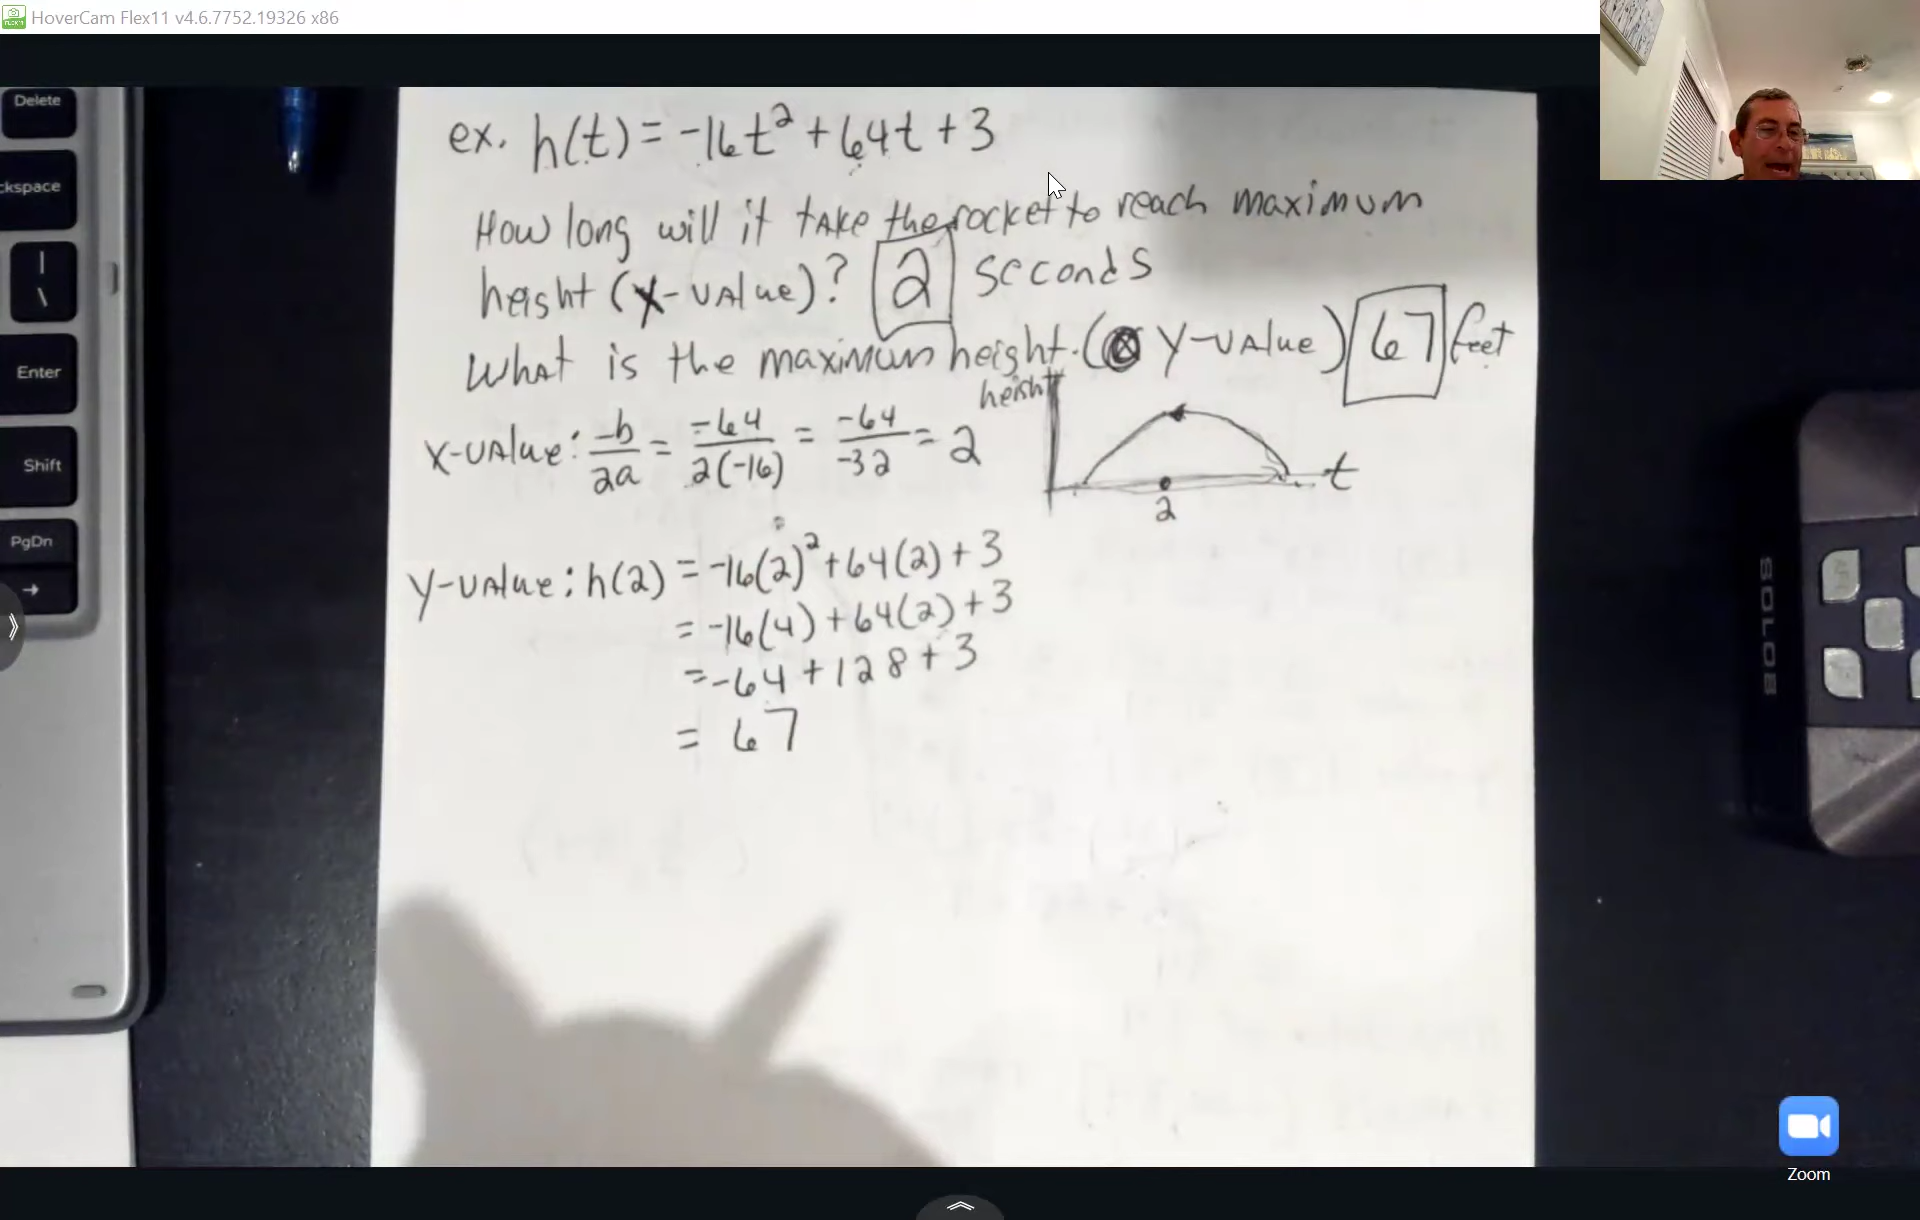 HoverCam Flex11 v4.6.7752.19326 x86
Delete
ckspace
|
\
Enter
Shift
PgDn
→
ex. h(t) = -16t² + 64t + 3
How long will it take the rocket to reach maximum
height (x-value)? 2 seconds
What is the maximum height. ( y-value) 67 feet
height
x-value: -b/2a = -64/2(-16) = -64/-32 = 2
t
2
y-value: h(2) = -16(2)² + 64(2) + 3
= -16(4) + 64(2) + 3
= -64 + 128 + 3
= 67
SOLO8
Zoom